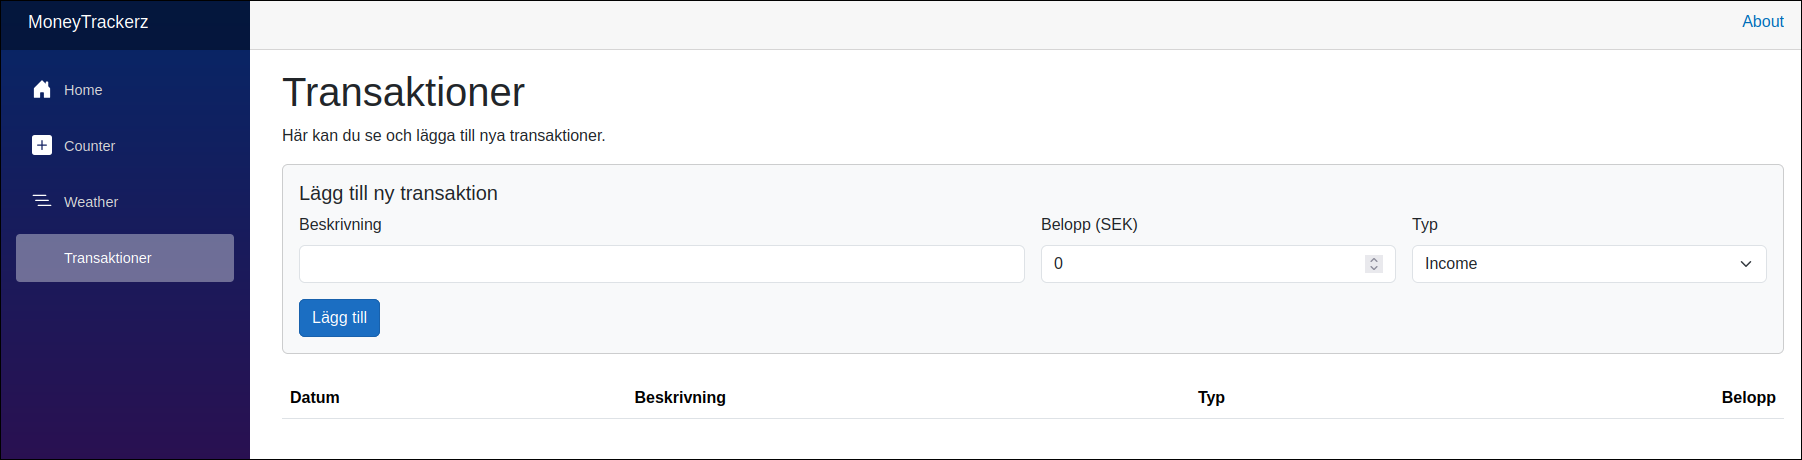 MoneyTrackerz
About
Home
Counter
Weather
Transaktioner
Transaktioner
Här kan du se och lägga till nya transaktioner.
Lägg till ny transaktion
Beskrivning Belopp (SEK) Typ
0 Income
Lägg till
Datum Beskrivning Typ Belopp